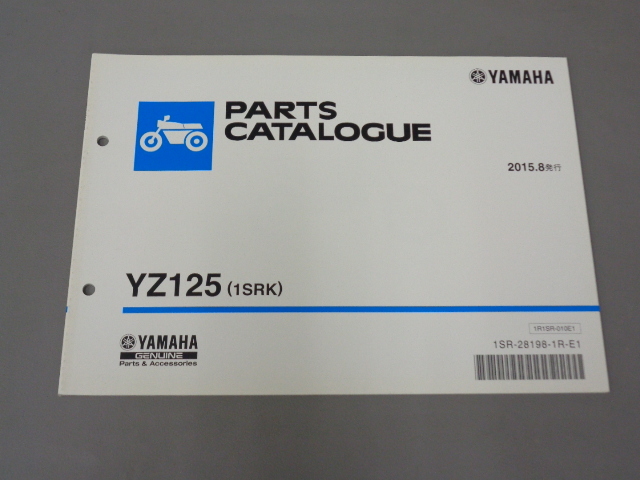 YAMAHA
PARTS
CATALOGUE
2015.8発行
YZ125 (1SRK)
YAMAHA
GENUINE
Parts & Accessories
1R1SR-010E1
1SR-28198-1R-E1